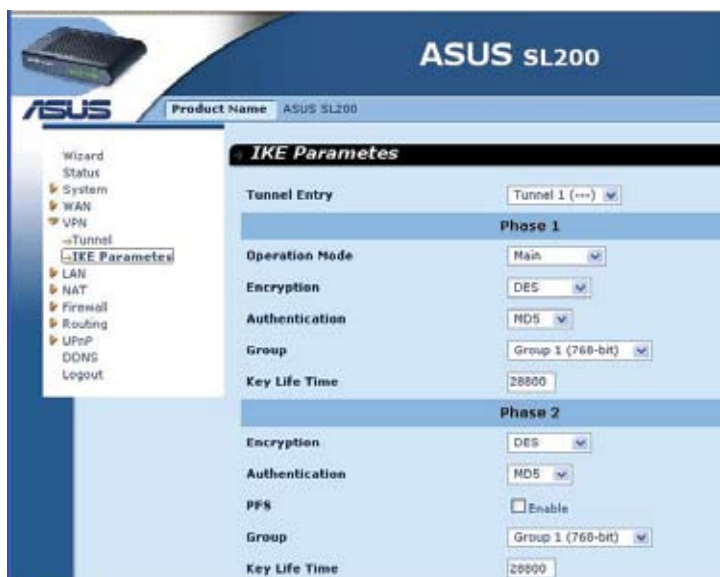 ASUS SL200
ASUS
Product Name ASUS SL200
Wizard
Status
System
WAN
VPN
Tunnel
IKE Parametes
LAN
NAT
Firewall
Routing
UPnP
DDNS
Logout
IKE Parametes
Tunnel Entry Tunnel 1 (---)
Phase 1
Operation Mode Main
Encryption DES
Authentication MD5
Group Group 1 (768-bit)
Key Life Time 28800
Phase 2
Encryption DES
Authentication MD5
PFS Enable
Group Group 1 (768-bit)
Key Life Time 28800